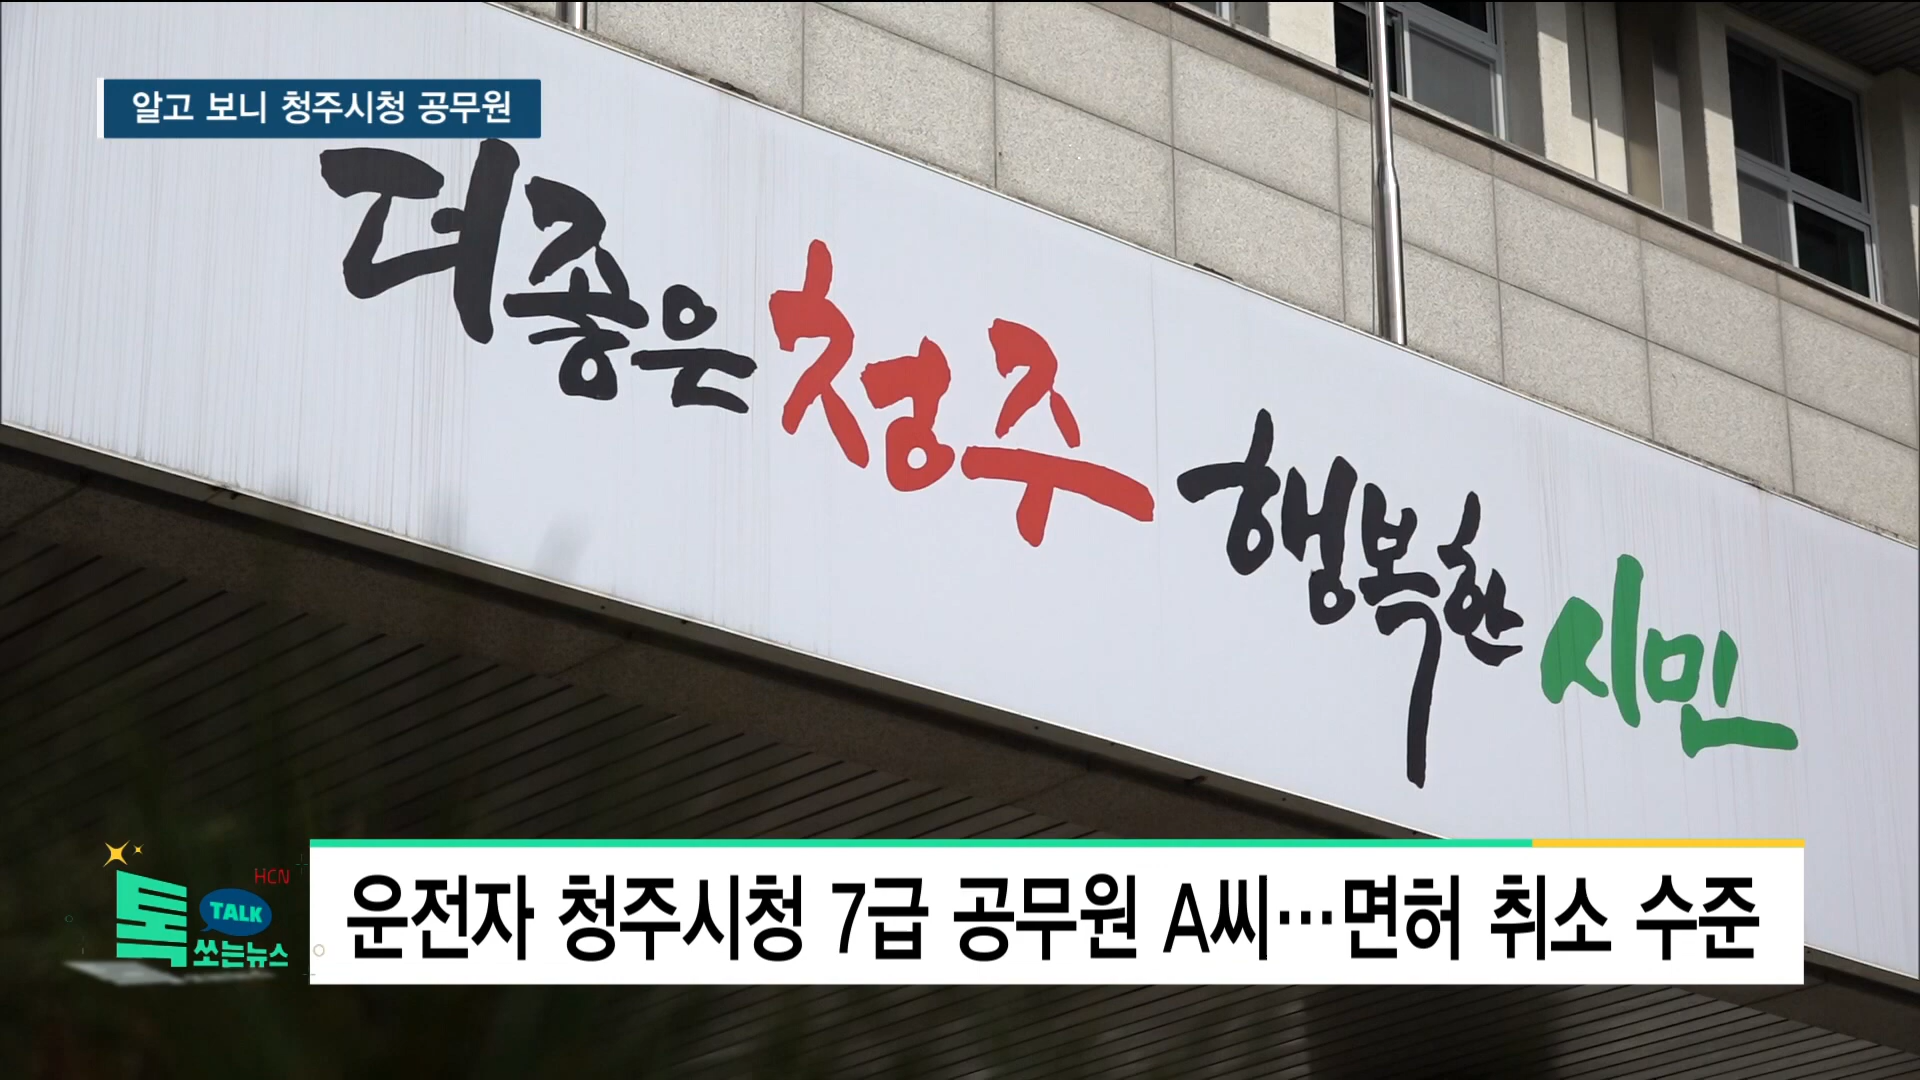 알고 보니 청주시청 공무원
더 좋은 청주 행복한 시민
HCN
톡 TALK
쏘는뉴스
운전자 청주시청 7급 공무원 A씨…면허 취소 수준